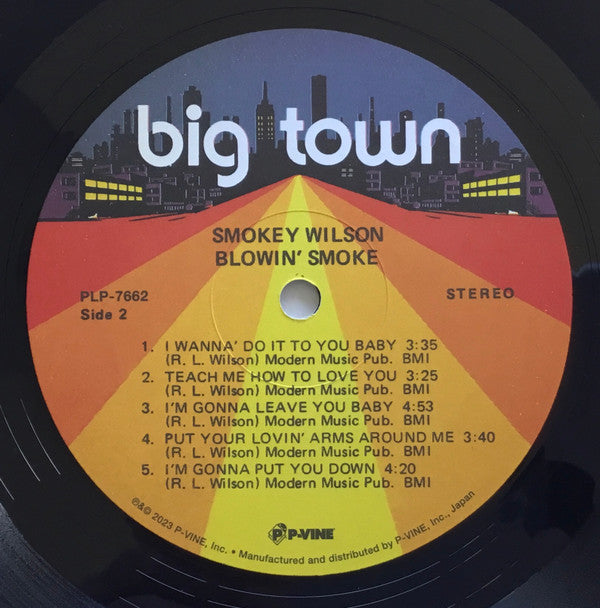 big town
SMOKEY WILSON
BLOWIN' SMOKE
PLP-7662
Side 2
STEREO
1. I WANNA' DO IT TO YOU BABY 3:35
(R. L. Wilson) Modern Music Pub. BMI
2. TEACH ME HOW TO LOVE YOU 3:25
(R. L. Wilson) Modern Music Pub. BMI
3. I'M GONNA LEAVE YOU BABY 4:53
(R. L. Wilson) Modern Music Pub. BMI
4. PUT YOUR LOVIN' ARMS AROUND ME 3:40
(R. L. Wilson) Modern Music Pub. BMI
5. I'M GONNA PUT YOU DOWN 4:20
(R. L. Wilson) Modern Music Pub. BMI
P-VINE
℗&© 2023 P-VINE, Inc. • Manufactured and distributed by P-VINE, Inc., Japan